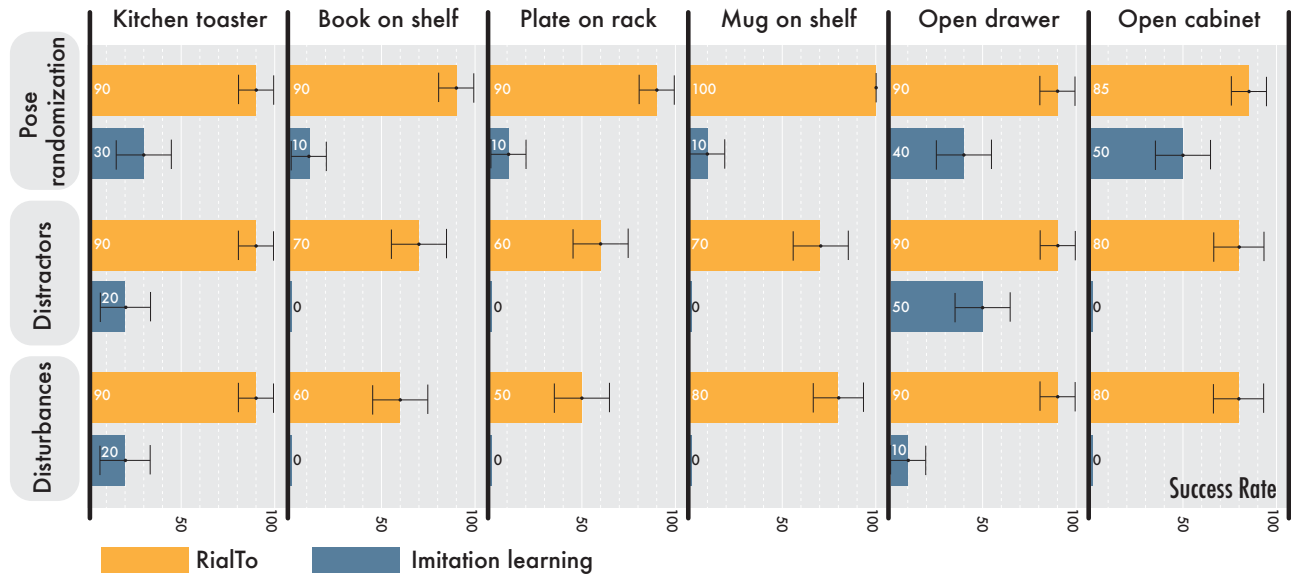 Kitchen toaster Book on shelf Plate on rack Mug on shelf Open drawer Open cabinet
Pose
randomization
90 90 90 100 90 85
30 10 10 10 40 50
Distractors
90 70 60 70 90 80
20 0 0 0 50 0
Disturbances
90 60 50 80 90 80
20 0 0 0 10 0
Success Rate
50 100 50 100 50 100 50 100 50 100 50 100
RialTo Imitation learning